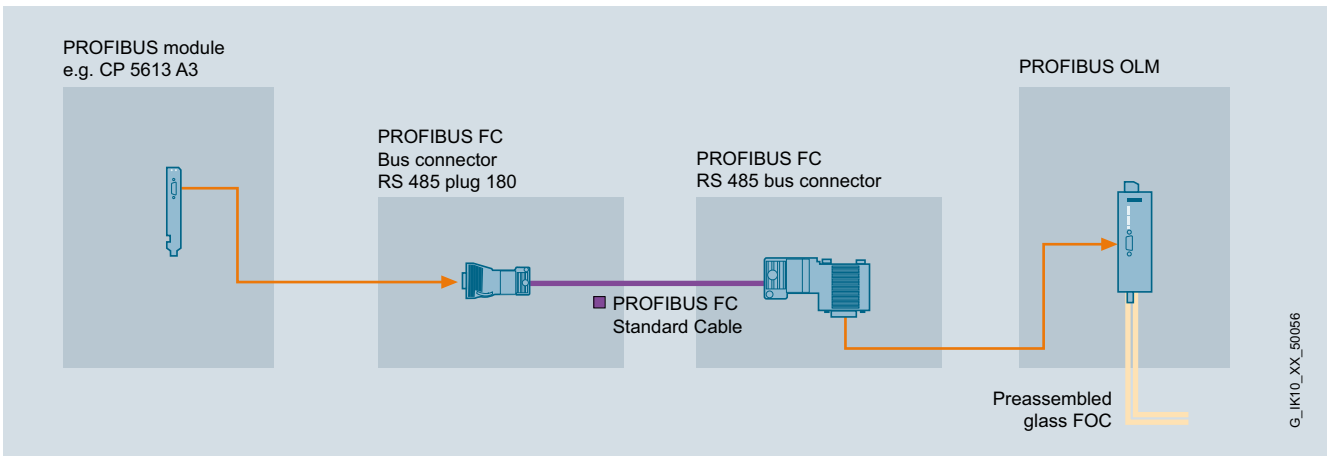 PROFIBUS module
e.g. CP 5613 A3
PROFIBUS FC
Bus connector
RS 485 plug 180
PROFIBUS FC
RS 485 bus connector
PROFIBUS OLM
PROFIBUS FC
Standard Cable
Preassembled
glass FOC
G_IK10_XX_50056